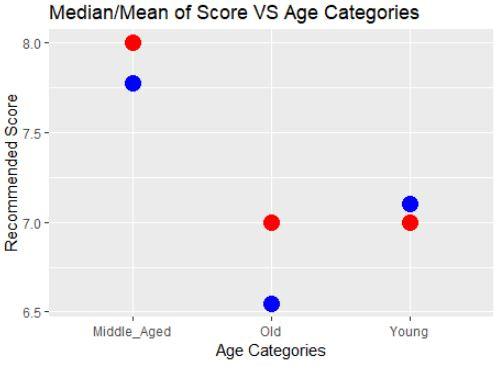 Median/Mean of Score VS Age Categories
Recommended Score
8.0
7.5
7.0
6.5
Middle_Aged Old Young
Age Categories